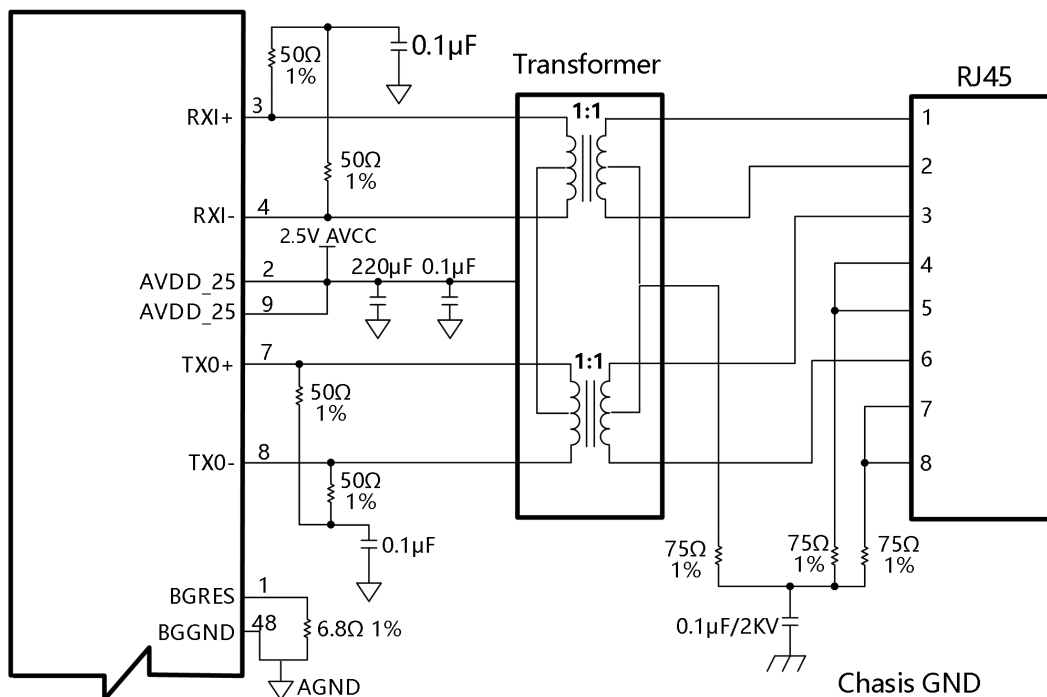 50Ω
1%
0.1μF
Transformer
RJ45
1:1
RXI+
3
1
50Ω
1%
2
RXI-
4
3
2.5V AVCC
AVDD_25
2
220μF
0.1μF
4
AVDD_25
9
5
TX0+
7
1:1
6
50Ω
1%
7
TX0-
8
8
50Ω
1%
0.1μF
75Ω
1%
75Ω
1%
75Ω
1%
BGRES
1
BGGND
48
6.8Ω 1%
0.1μF/2KV
AGND
Chasis GND